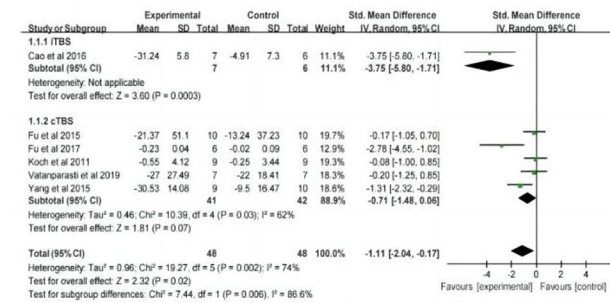 Experimental Control Std. Mean Difference Std. Mean Difference
Study or Subgroup Mean SD Total Mean SD Total Weight IV, Random, 95% CI IV, Random, 95% CI
1.1.1 iTBS
Cao et al 2016 -31.24 5.8 7 -4.91 7.3 6 11.1% -3.75 [-5.80, -1.71]
Subtotal (95% CI) 7 6 11.1% -3.75 [-5.80, -1.71]
Heterogeneity: Not applicable
Test for overall effect: Z = 3.60 (P = 0.0003)
1.1.2 cTBS
Fu et al 2015 -21.37 51.1 10 -13.24 37.23 10 19.7% -0.17 [-1.05, 0.70]
Fu et al 2017 -0.23 0.04 6 -0.02 0.09 6 11.1% -2.78 [-4.55, -1.02]
Koch et al 2011 -0.55 4.12 9 -0.25 3.44 9 19.3% -0.08 [-1.00, 0.85]
Vatanparasti et al 2019 -27 27.49 7 -22 18.41 7 17.7% -0.20 [-1.25, 0.85]
Yang et al 2015 -30.53 14.08 9 -9.5 16.47 10 18.3% -1.31 [-2.32, -0.29]
Subtotal (95% CI) 41 42 88.9% -0.71 [-1.48, 0.06]
Heterogeneity: Tau² = 0.46; Chi² = 10.39, df = 4 (P = 0.03); I² = 62%
Test for overall effect: Z = 1.81 (P = 0.07)
Total (95% CI) 48 48 100.0% -1.11 [-2.04, -0.17]
Heterogeneity: Tau² = 0.96; Chi² = 19.27, df = 5 (P = 0.002); I² = 74%
-4 -2 0 2 4
Test for overall effect: Z = 2.32 (P = 0.02)
Favours [experimental] Favours [control]
Test for subgroup differences: Chi² = 7.44, df = 1 (P = 0.006), I² = 86.6%